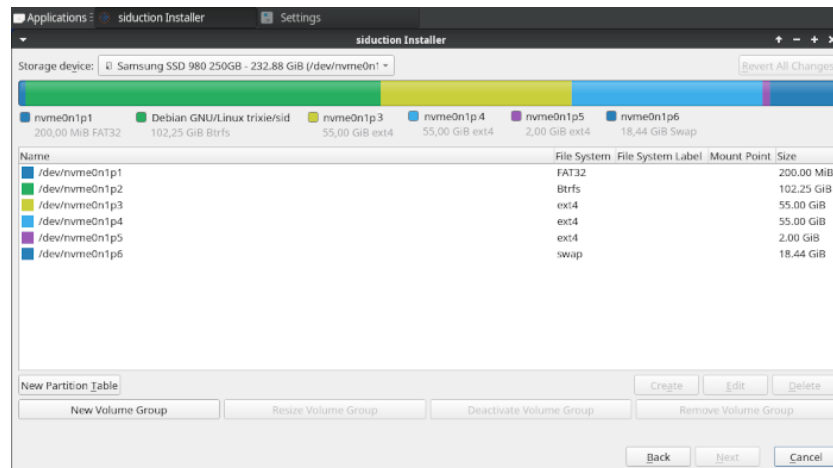 Applications siduction Installer Settings
siduction Installer
Storage device: Samsung SSD 980 250GB - 232.88 GiB (/dev/nvme0n1 Revert All Changes
nvme0n1p1 Debian GNU/Linux trixie/sid nvme0n1p3 nvme0n1p4 nvme0n1p5 nvme0n1p6
200,00 MiB FAT32 102,25 GiB Btrfs 55,00 GiB ext4 55,00 GiB ext4 2,00 GiB ext4 18,44 GiB Swap
Name File System File System Label Mount Point Size
/dev/nvme0n1p1 FAT32 200.00 MiB
/dev/nvme0n1p2 Btrfs 102.25 GiB
/dev/nvme0n1p3 ext4 55.00 GiB
/dev/nvme0n1p4 ext4 55.00 GiB
/dev/nvme0n1p5 ext4 2.00 GiB
/dev/nvme0n1p6 swap 18.44 GiB
New Partition Table Create Edit Delete
New Volume Group Resize Volume Group Deactivate Volume Group Remove Volume Group
Back Next Cancel